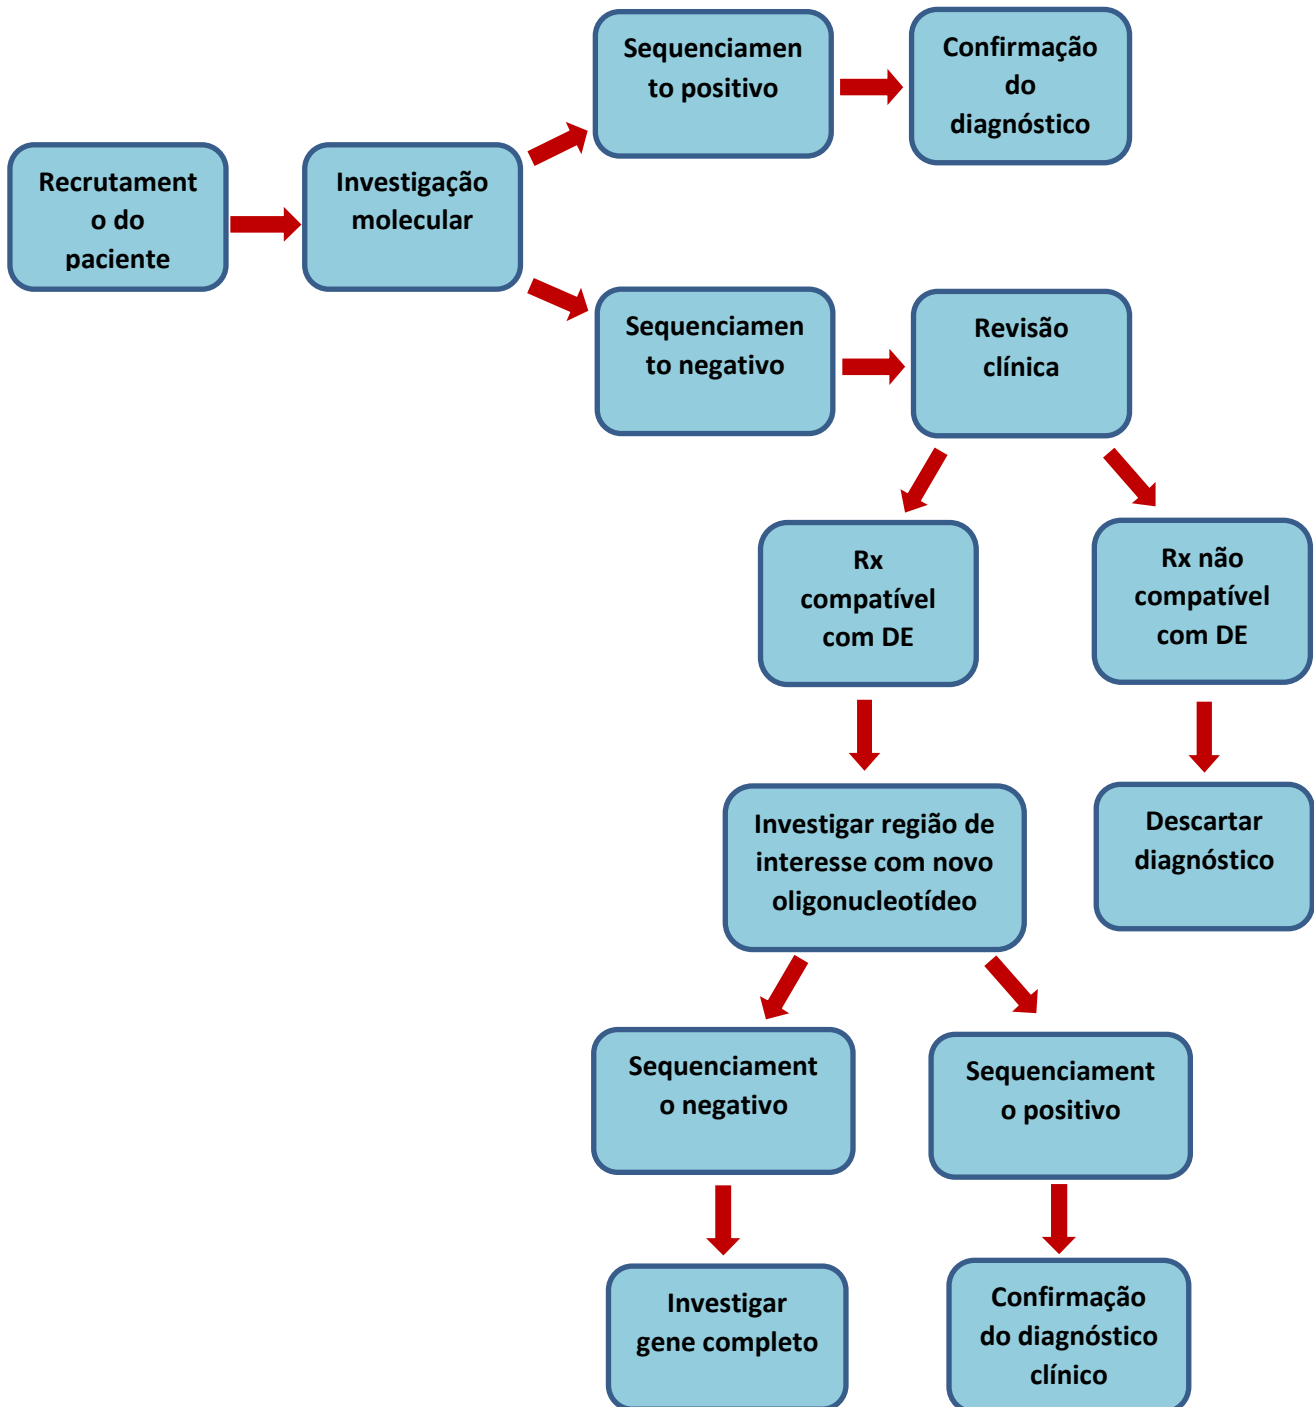 Sequenciamen
to positivo
Confirmação
do
diagnóstico
Recrutament
o do
paciente
Investigação
molecular
Sequenciamen
to negativo
Revisão
clínica
Rx
compatível
com DE
Rx não
compatível
com DE
Investigar região de
interesse com novo
oligonucleotídeo
Descartar
diagnóstico
Sequenciament
o negativo
Sequenciament
o positivo
Investigar
gene completo
Confirmação
do diagnóstico
clínico